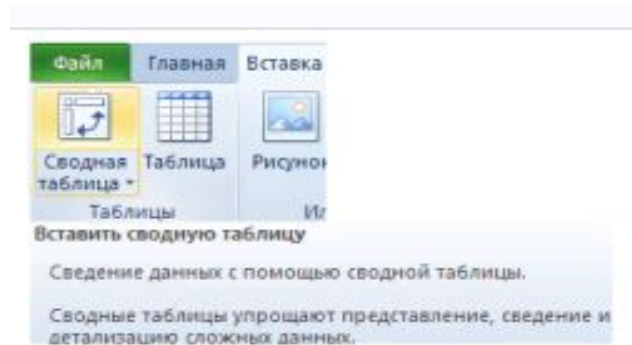 Файл Главная Вставка
Сводная Таблица
таблица
Таблицы
Вставить сводную таблицу
Сведение данных с помощью сводной таблицы.
Сводные таблицы упрощают представление, сведение и
детализацию сложных данных.